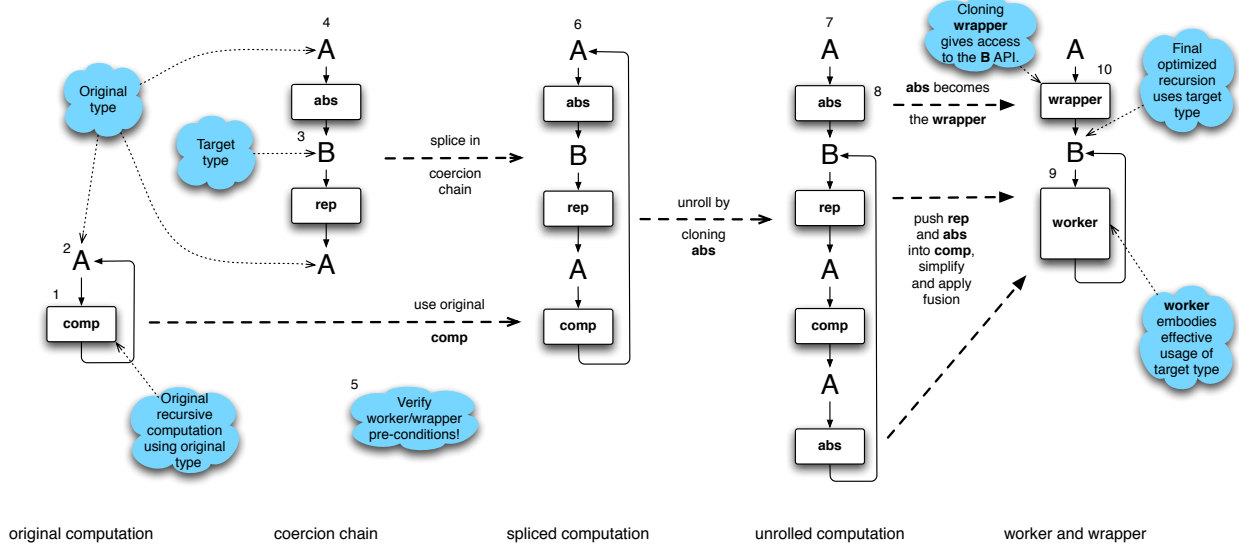 4
A
abs
3
B
rep
A
Original
type
Target
type
2
A
1
comp
Original
recursive
computation
using original
type
splice in
coercion
chain
use original
comp
5
Verify
worker/wrapper
pre-conditions!
6
A
abs
B
rep
A
comp
unroll by
cloning
abs
7
A
abs
8
B
rep
A
comp
A
abs
abs becomes
the wrapper
push rep
and abs
into comp,
simplify
and apply
fusion
Cloning
wrapper
gives access
to the B API.
A
10
wrapper
B
9
worker
Final
optimized
recursion
uses target
type
worker
embodies
effective
usage of
target type
original computation
coercion chain
spliced computation
unrolled computation
worker and wrapper